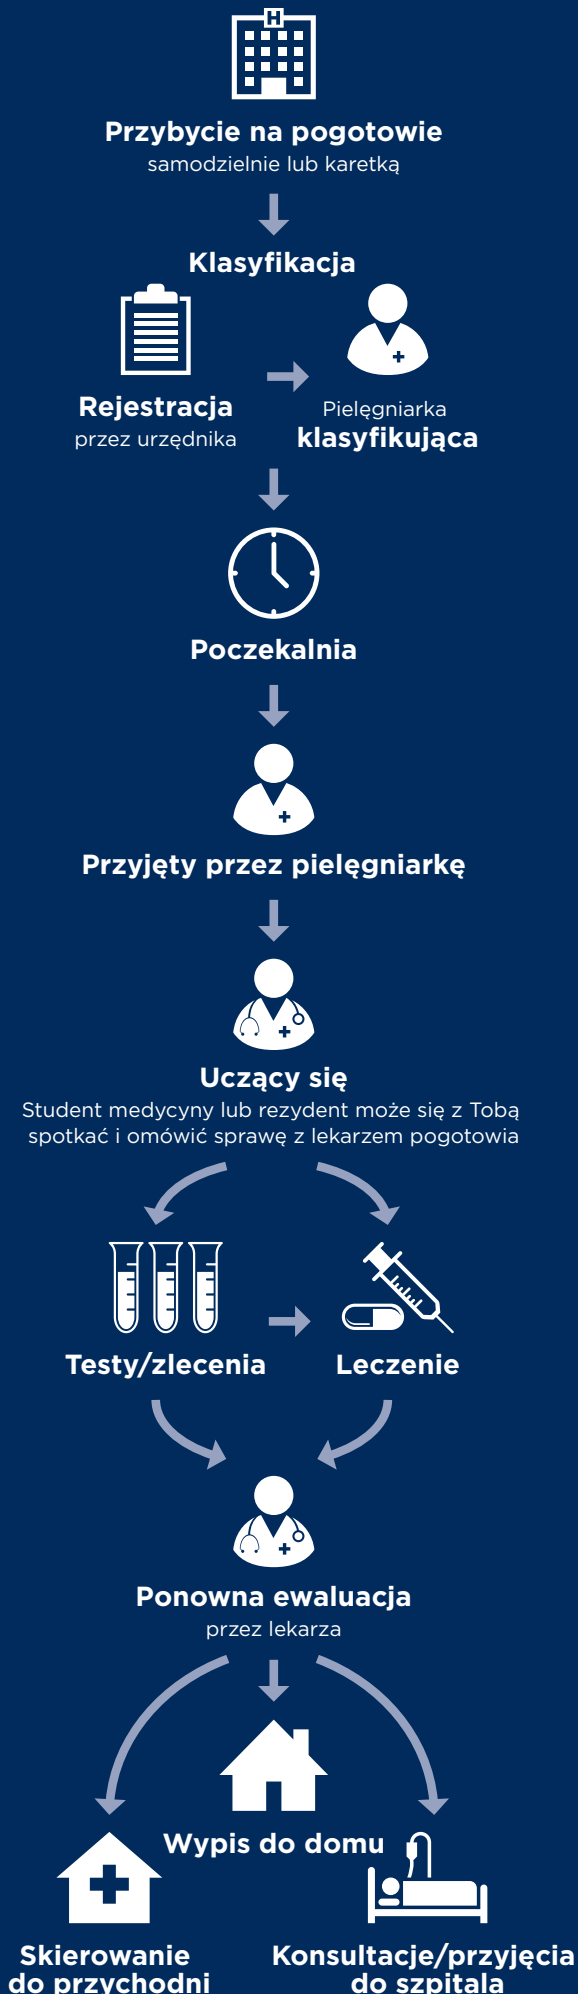 H
Przybycie na pogotowie
samodzielnie lub karetką
Klasyfikacja
Rejestracja
przez urzędnika
Pielęgniarka
klasyfikująca
Poczekalnia
Przyjęty przez pielęgniarkę
Uczący się
Student medycyny lub rezydent może się z Tobą
spotkać i omówić sprawę z lekarzem pogotowia
Testy/zlecenia
Leczenie
Ponowna ewaluacja
przez lekarza
Wypis do domu
Skierowanie
do przychodni
Konsultacje/przyjęcia
do szpitala